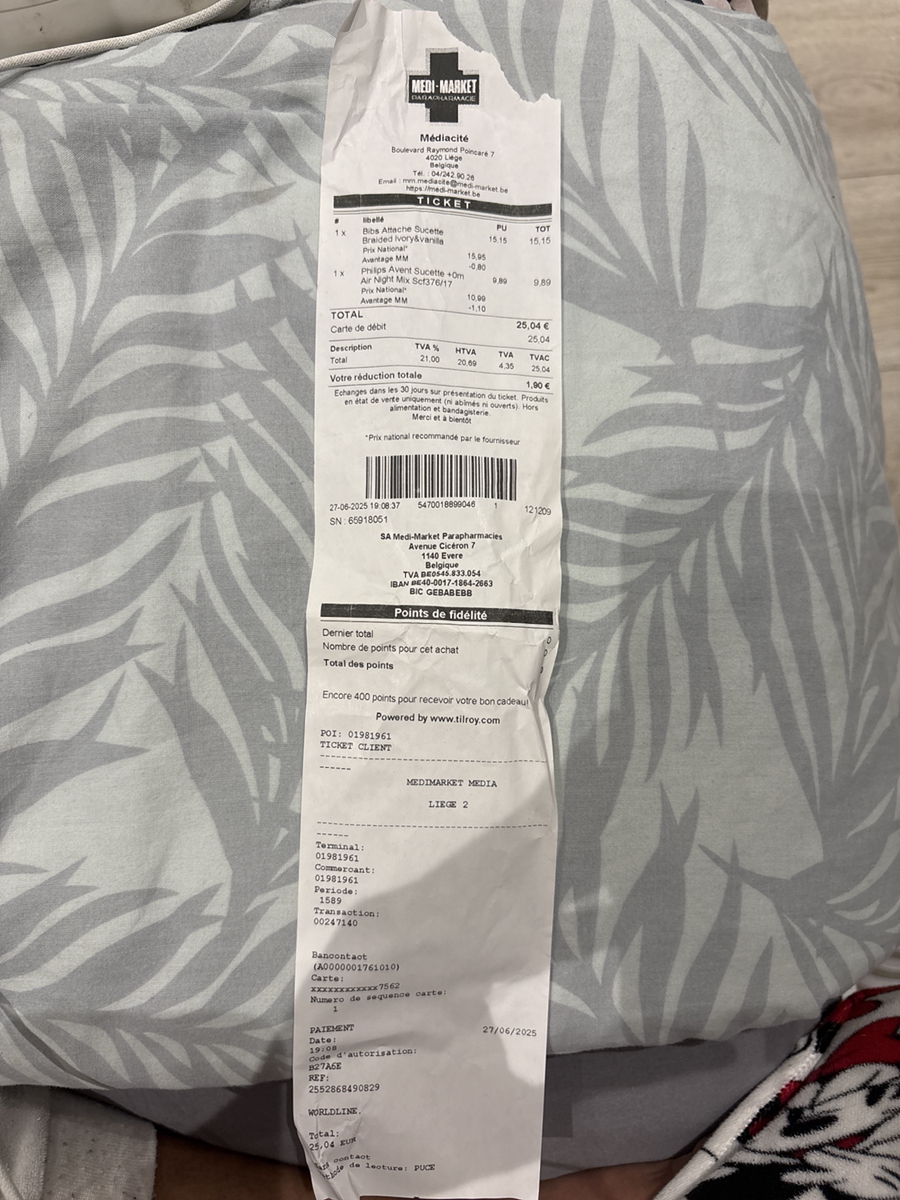 MEDI-MARKET
PARAPHARMACIE
Médiacité
Boulevard Raymond Poincaré 7
4020 Liège
Belgique
Tél. : 04/242.90.26
Email : mm.mediacite@medi-market.be
https://medi-market.be
TICKET
# libellé PU TOT
1 x Bibs Attache Sucette
Braided Ivory&vanilla 15,15 15,15
Prix National* 15,95
Avantage MM -0,80
1 x Philips Avent Sucette +0m
Air Night Mix Scf376/17 9,89 9,89
Prix National* 10,99
Avantage MM -1,10
TOTAL 25,04 €
Carte de débit 25,04
Description TVA % HTVA TVA TVAC
Total 21,00 20,69 4,35 25,04
Votre réduction totale 1,90 €
Echanges dans les 30 jours sur présentation du ticket. Produits
en état de vente uniquement (ni abîmés ni ouverts). Hors
alimentation et bandagisterie.
Merci et à bientôt
*Prix national recommandé par le fournisseur
27-06-2025 19:08:37 5470018899046 1 121209
SN : 65918051
SA Medi-Market Parapharmacies
Avenue Cicéron 7
1140 Evere
Belgique
TVA BE0545.833.054
IBAN BE40-0017-1864-2663
BIC GEBABEBB
Points de fidélité
Dernier total 0
Nombre de points pour cet achat
Total des points
Encore 400 points pour recevoir votre bon cadeau!
Powered by www.tilroy.com
POI: 01981961
TICKET CLIENT
MEDIMARKET MEDIA
LIEGE 2
Terminal:
01981961
Commercant:
01981961
Periode:
1589
Transaction:
00247140
Bancontact
(A0000001761010)
Carte:
xxxxxxxxxxxx7562
Numero de sequence carte:
1
PAIEMENT 27/06/2025
Date:
19:08
Code d'autorisation:
B27A6E
REF:
2552868490829
WORLDLINE.
Total:
25,04 EUR
contact
de lecture: PUCE